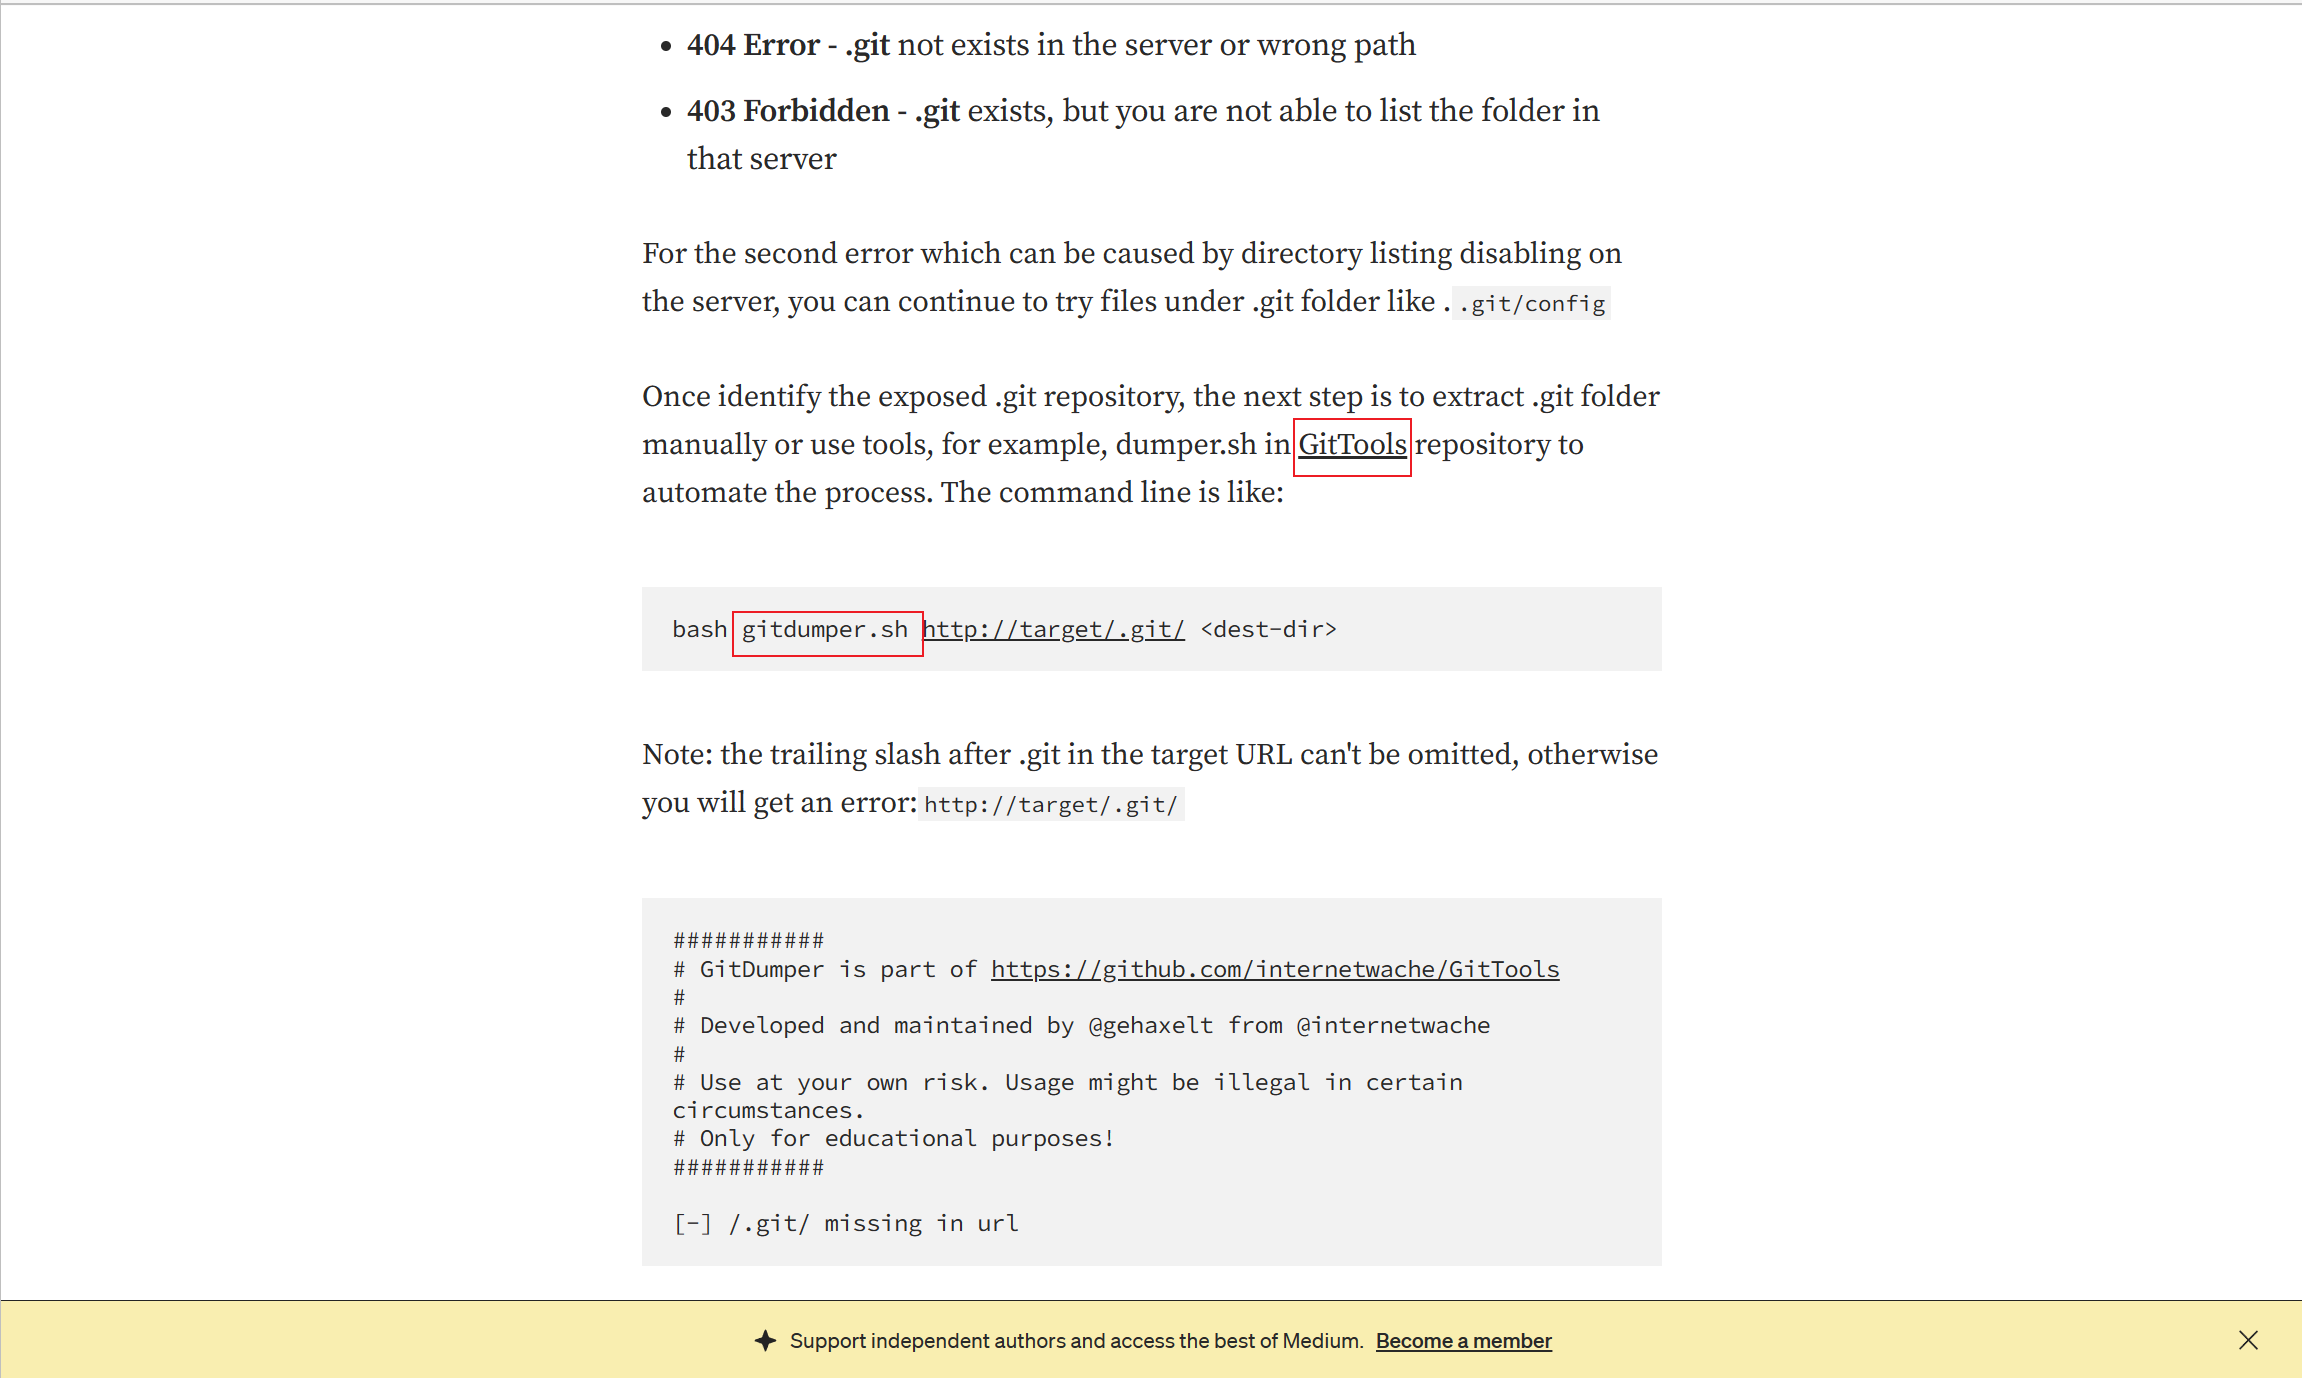 404 Error - .git not exists in the server or wrong path
403 Forbidden - .git exists, but you are not able to list the folder in
that server
For the second error which can be caused by directory listing disabling on
the server, you can continue to try files under .git folder like . .git/config
Once identify the exposed .git repository, the next step is to extract .git folder
manually or use tools, for example, dumper.sh in GitTools repository to
automate the process. The command line is like:
bash gitdumper.sh http://target/.git/ <dest-dir>
Note: the trailing slash after .git in the target URL can't be omitted, otherwise
you will get an error: http://target/.git/
###########
# GitDumper is part of https://github.com/internetwache/GitTools
#
# Developed and maintained by @gehaxelt from @internetwache
#
# Use at your own risk. Usage might be illegal in certain
circumstances.
# Only for educational purposes!
###########
[-] /.git/ missing in url
Support independent authors and access the best of Medium. Become a member